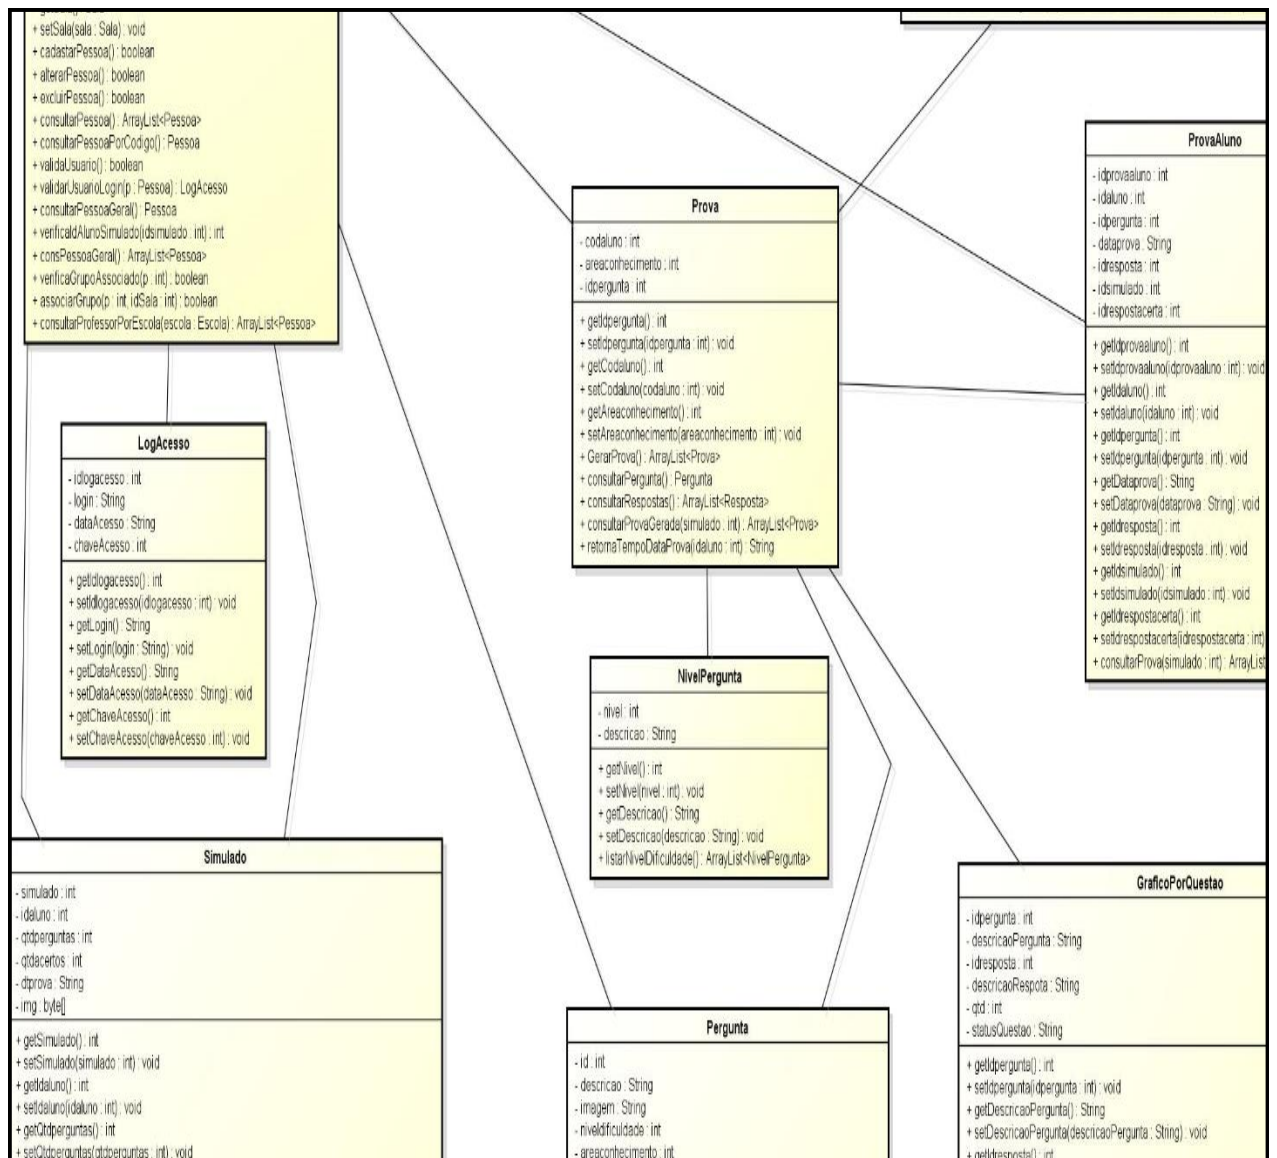 + setSala(sala : Sala) : void
+ cadastarPessoa() : boolean
+ alterarPessoa() : boolean
+ excluirPessoa() : boolean
+ consultarPessoa() : ArrayList<Pessoa>
+ consultarPessoaPorCodigo() : Pessoa
+ validaUsuario() : boolean
+ validarUsuarioLogin(p : Pessoa) : LogAcesso
+ consultarPessoaGeral() : Pessoa
+ verificaIdAlunoSimulado(idsimulado : int) : int
+ consPessoaGeral() : ArrayList<Pessoa>
+ verificaGrupoAssociado(p : int) : boolean
+ associarGrupo(p : int, idSala : int) : boolean
+ consultarProfessorPorEscola(escola : Escola) : ArrayList<Pessoa>
LogAcesso
- idlogacesso : int
- login : String
- dataAcesso : String
- chaveAcesso : int
+ getIdlogacesso() : int
+ setIdlogacesso(idlogacesso : int) : void
+ getLogin() : String
+ setLogin(login : String) : void
+ getDataAcesso() : String
+ setDataAcesso(dataAcesso : String) : void
+ getChaveAcesso() : int
+ setChaveAcesso(chaveAcesso : int) : void
Simulado
- simulado : int
- idaluno : int
- qtdperguntas : int
- qtdacertos : int
- dtprova : String
- img : byte[]
+ getSimulado() : int
+ setSimulado(simulado : int) : void
+ getIdaluno() : int
+ setIdaluno(idaluno : int) : void
+ getQtdperguntas() : int
+ setQtdperguntas(qtdperguntas : int) : void
Prova
- codaluno : int
- areaconhecimento : int
- idpergunta : int
+ getIdpergunta() : int
+ setIdpergunta(idpergunta : int) : void
+ getCodaluno() : int
+ setCodaluno(codaluno : int) : void
+ getAreaconhecimento() : int
+ setAreaconhecimento(areaconhecimento : int) : void
+ GerarProva() : ArrayList<Prova>
+ consultarPergunta() : Pergunta
+ consultarRespostas() : ArrayList<Resposta>
+ consultarProvaGerada(simulado : int) : ArrayList<Prova>
+ retornaTempoDataProva(idaluno : int) : String
NivelPergunta
- nivel : int
- descricao : String
+ getNivel() : int
+ setNivel(nivel : int) : void
+ getDescricao() : String
+ setDescricao(descricao : String) : void
+ listarNivelDificuldade() : ArrayList<NivelPergunta>
Pergunta
- id : int
- descricao : String
- imagem : String
- niveldificuldade : int
- areaconhecimento : int
ProvaAluno
- idprovaaluno : int
- idaluno : int
- idpergunta : int
- dataprova : String
- idresposta : int
- idsimulado : int
- idrespostacerta : int
+ getIdprovaaluno() : int
+ setIdprovaaluno(idprovaaluno : int) : void
+ getIdaluno() : int
+ setIdaluno(idaluno : int) : void
+ getIdpergunta() : int
+ setIdpergunta(idpergunta : int) : void
+ getDataprova() : String
+ setDataprova(dataprova : String) : void
+ getIdresposta() : int
+ setIdresposta(idresposta : int) : void
+ getIdsimulado() : int
+ setIdsimulado(idsimulado : int) : void
+ getIdrespostacerta() : int
+ setIdrespostacerta(idrespostacerta : int)
+ consultarProva(simulado : int) : ArrayList
GraficoPorQuestao
- idpergunta : int
- descricaoPergunta : String
- idresposta : int
- descricaoRespota : String
- qtd : int
- statusQuestao : String
+ getIdpergunta() : int
+ setIdpergunta(idpergunta : int) : void
+ getDescricaoPergunta() : String
+ setDescricaoPergunta(descricaoPergunta : String) : void
+ getIdresposta() : int